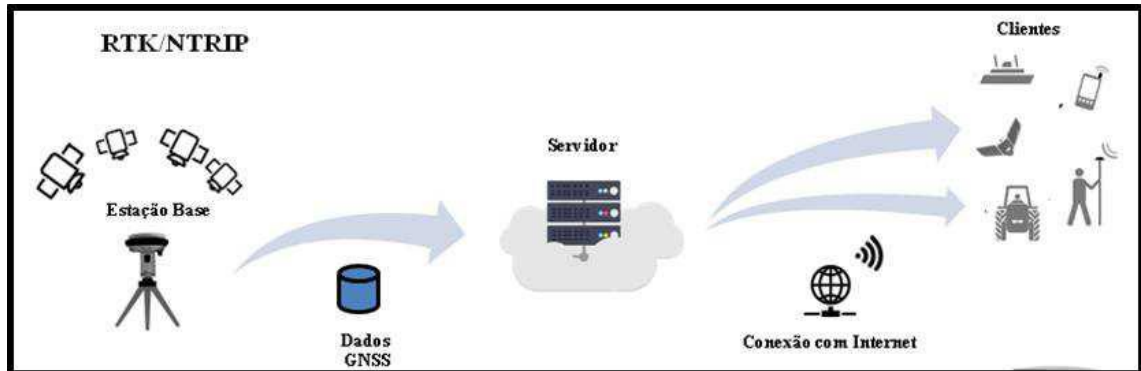 RTK/NTRIP
Clientes
Servidor
Estação Base
Dados
GNSS
Conexão com Internet